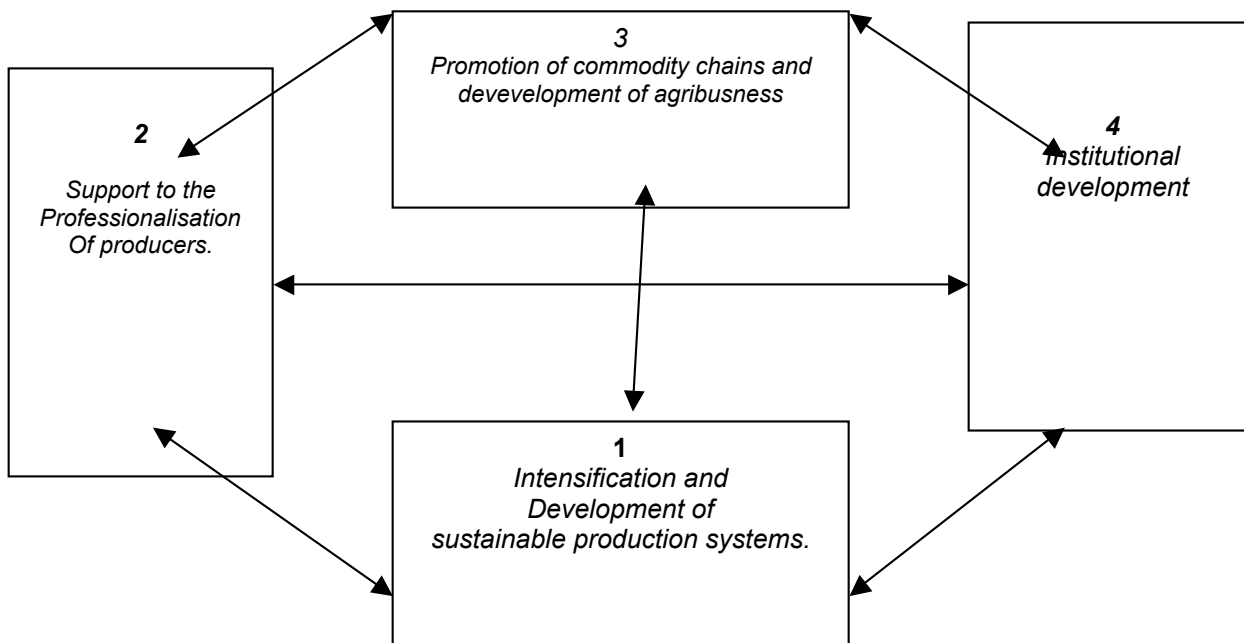 3
Promotion of commodity chains and
devevelopment of agribusness
2
Support to the
Professionalisation
Of producers.
4
Institutional
development
1
Intensification and
Development of
sustainable production systems.